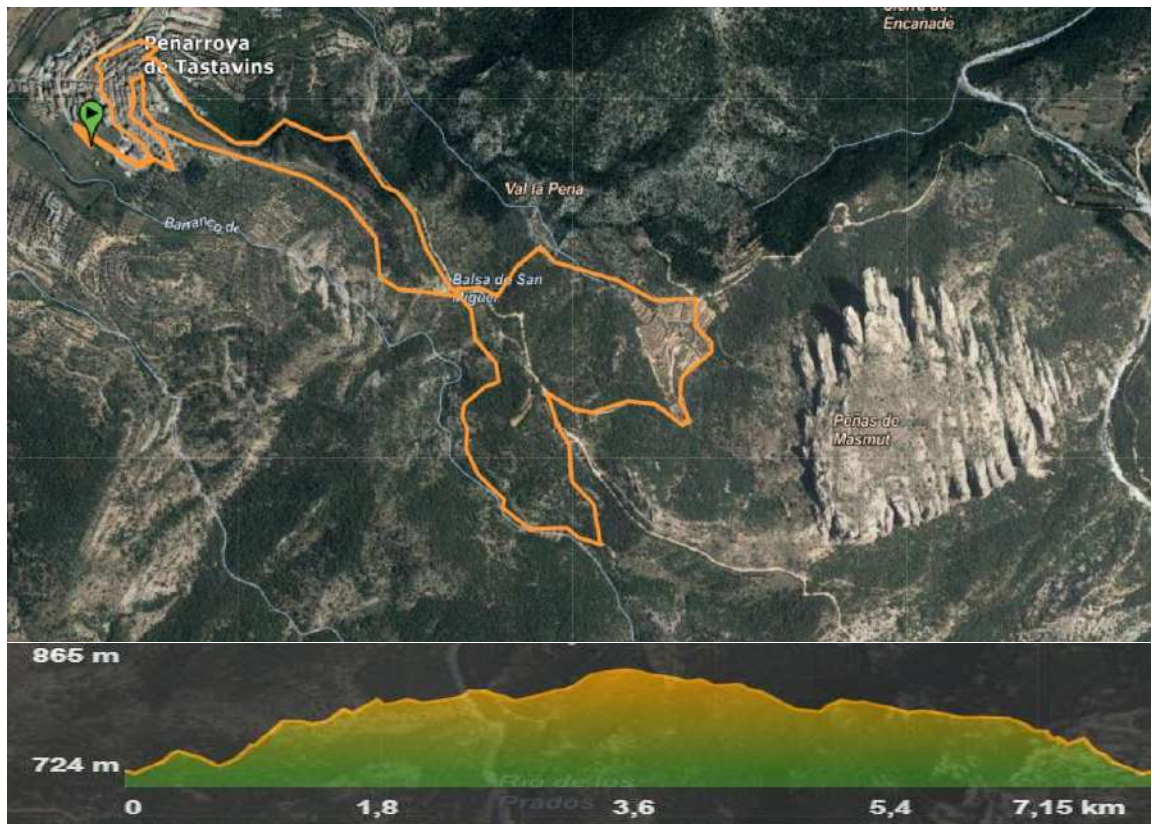 Encanade
Peñarroya
de Tastavins
Val la Pena
Barranco de
Balsa de San
Miguel
Peñas de
Masmut
865 m
724 m
Rio de los
Prados
0 1,8 3,6 5,4 7,15 km